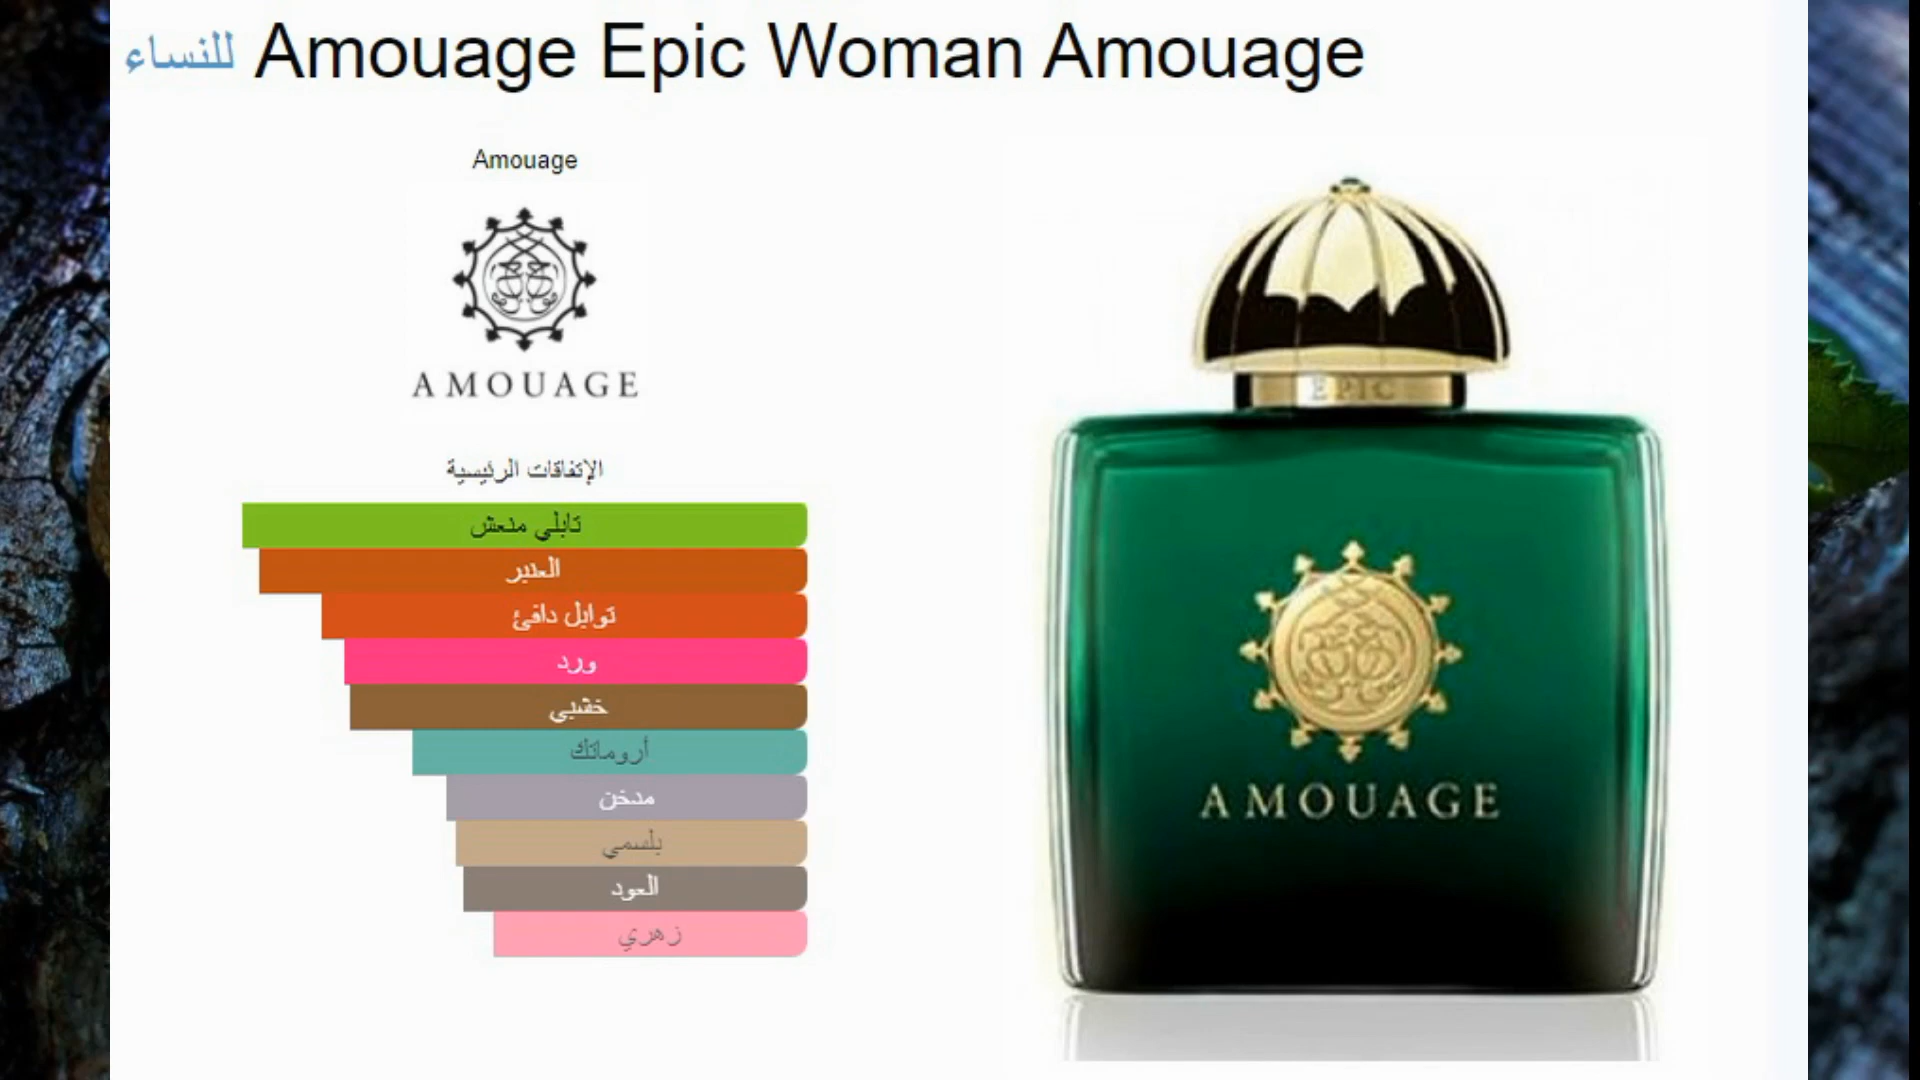 للنساء Amouage Epic Woman Amouage
Amouage
AMOUAGE
الإتفاقات الرئيسية
تابلي منعش
العنبر
توابل دافئ
ورد
خشبي
أروماتك
مدخن
بلسمي
العود
زهري
EPIC
AMOUAGE